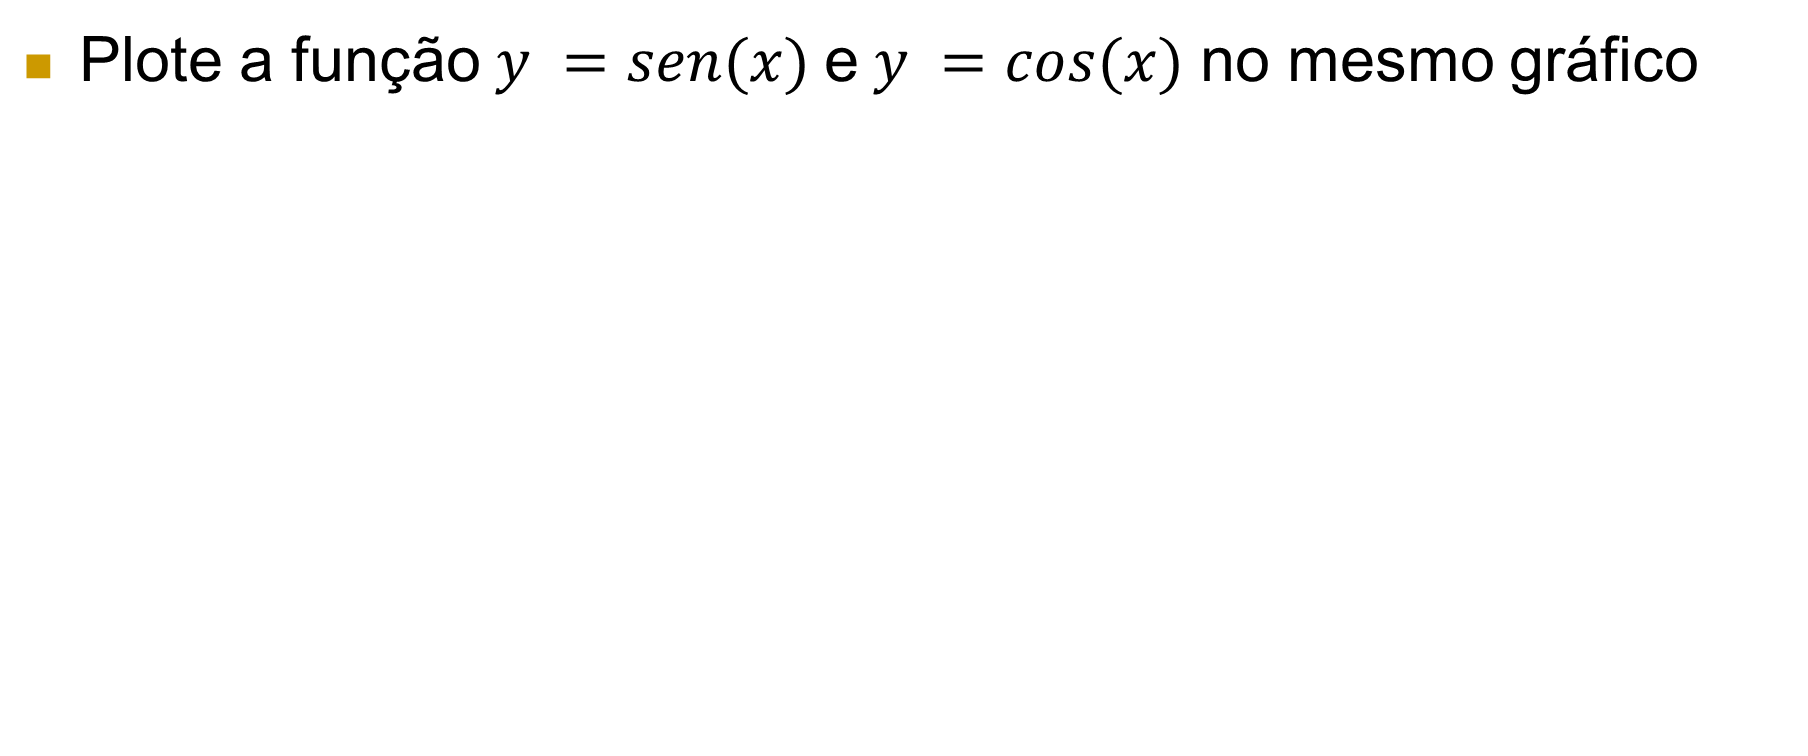 Plote a função y = sen(x) e y = cos(x) no mesmo gráfico